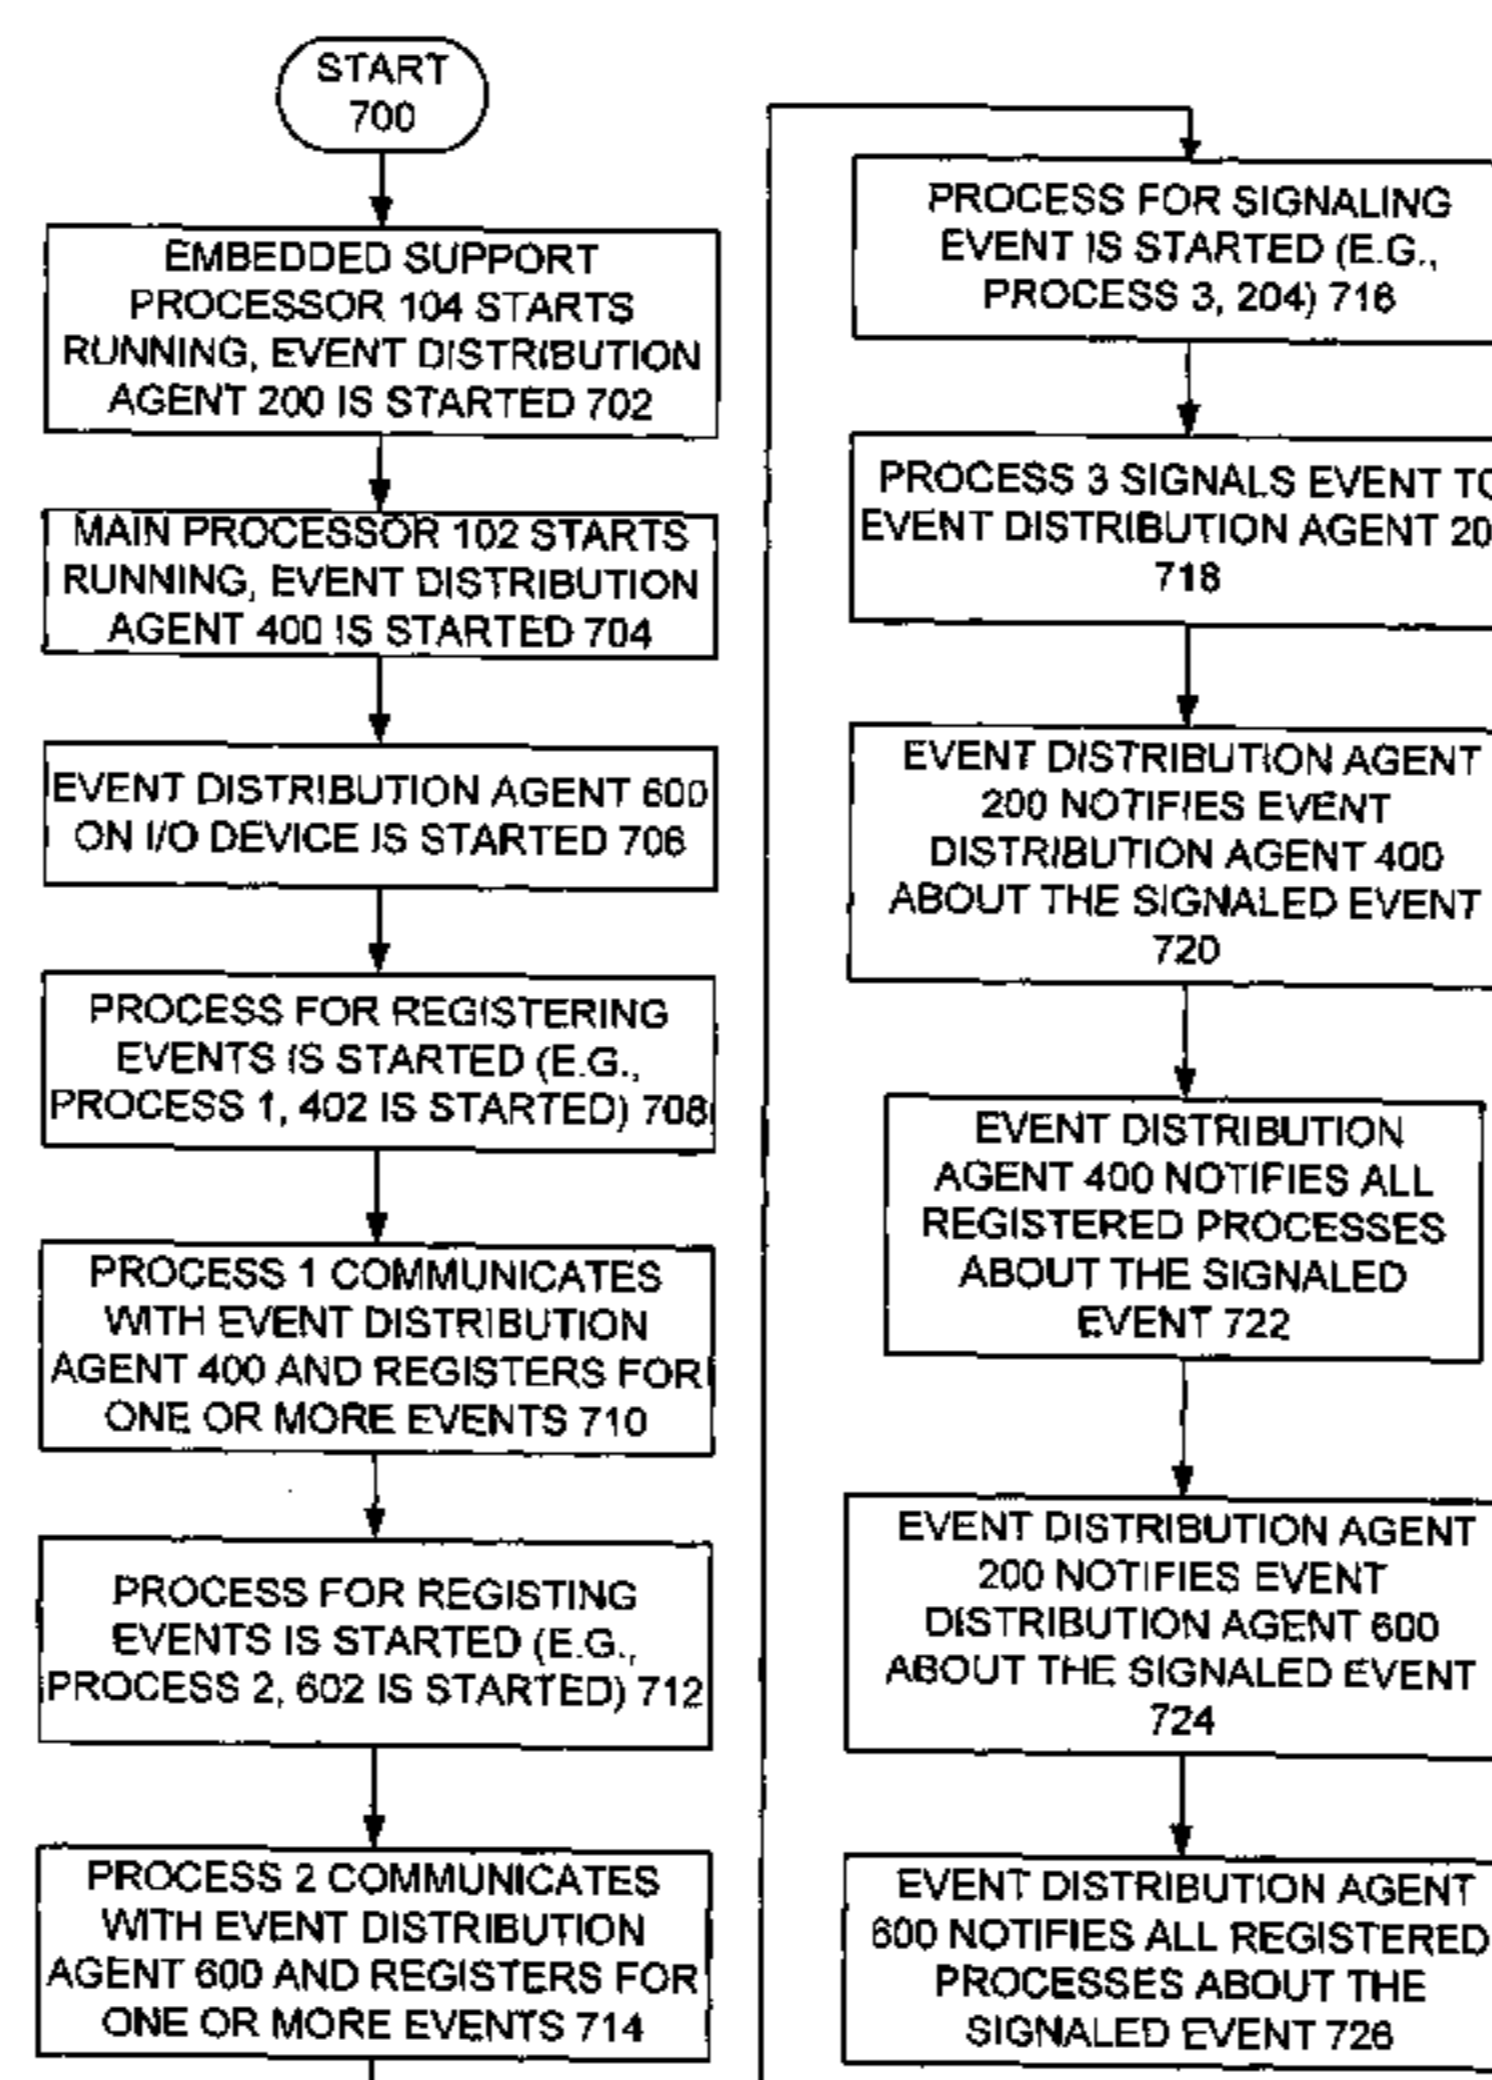 START
700
EMBEDDED SUPPORT
PROCESSOR 104 STARTS
RUNNING, EVENT DISTRIBUTION
AGENT 200 IS STARTED 702
MAIN PROCESSOR 102 STARTS
RUNNING, EVENT DISTRIBUTION
AGENT 400 IS STARTED 704
EVENT DISTRIBUTION AGENT 600
ON I/O DEVICE IS STARTED 706
PROCESS FOR REGISTERING
EVENTS IS STARTED (E.G.,
PROCESS 1, 402 IS STARTED) 708
PROCESS 1 COMMUNICATES
WITH EVENT DISTRIBUTION
AGENT 400 AND REGISTERS FOR
ONE OR MORE EVENTS 710
PROCESS FOR REGISTING
EVENTS IS STARTED (E.G.,
PROCESS 2, 602 IS STARTED) 712
PROCESS 2 COMMUNICATES
WITH EVENT DISTRIBUTION
AGENT 600 AND REGISTERS FOR
ONE OR MORE EVENTS 714
PROCESS FOR SIGNALING
EVENT IS STARTED (E.G.,
PROCESS 3, 204) 716
PROCESS 3 SIGNALS EVENT TO
EVENT DISTRIBUTION AGENT 20
718
EVENT DISTRIBUTION AGENT
200 NOTIFIES EVENT
DISTRIBUTION AGENT 400
ABOUT THE SIGNALED EVENT
720
EVENT DISTRIBUTION
AGENT 400 NOTIFIES ALL
REGISTERED PROCESSES
ABOUT THE SIGNALED
EVENT 722
EVENT DISTRIBUTION AGENT
200 NOTIFIES EVENT
DISTRIBUTION AGENT 600
ABOUT THE SIGNALED EVENT
724
EVENT DISTRIBUTION AGENT
600 NOTIFIES ALL REGISTERED
PROCESSES ABOUT THE
SIGNALED EVENT 726